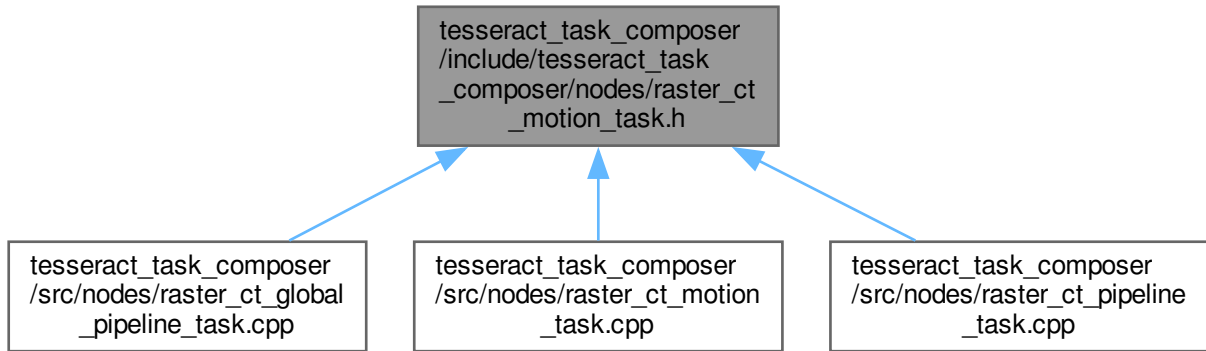 tesseract_task_composer
/include/tesseract_task
_composer/nodes/raster_ct
_motion_task.h
tesseract_task_composer
/src/nodes/raster_ct_global
_pipeline_task.cpp
tesseract_task_composer
/src/nodes/raster_ct_motion
_task.cpp
tesseract_task_composer
/src/nodes/raster_ct_pipeline
_task.cpp